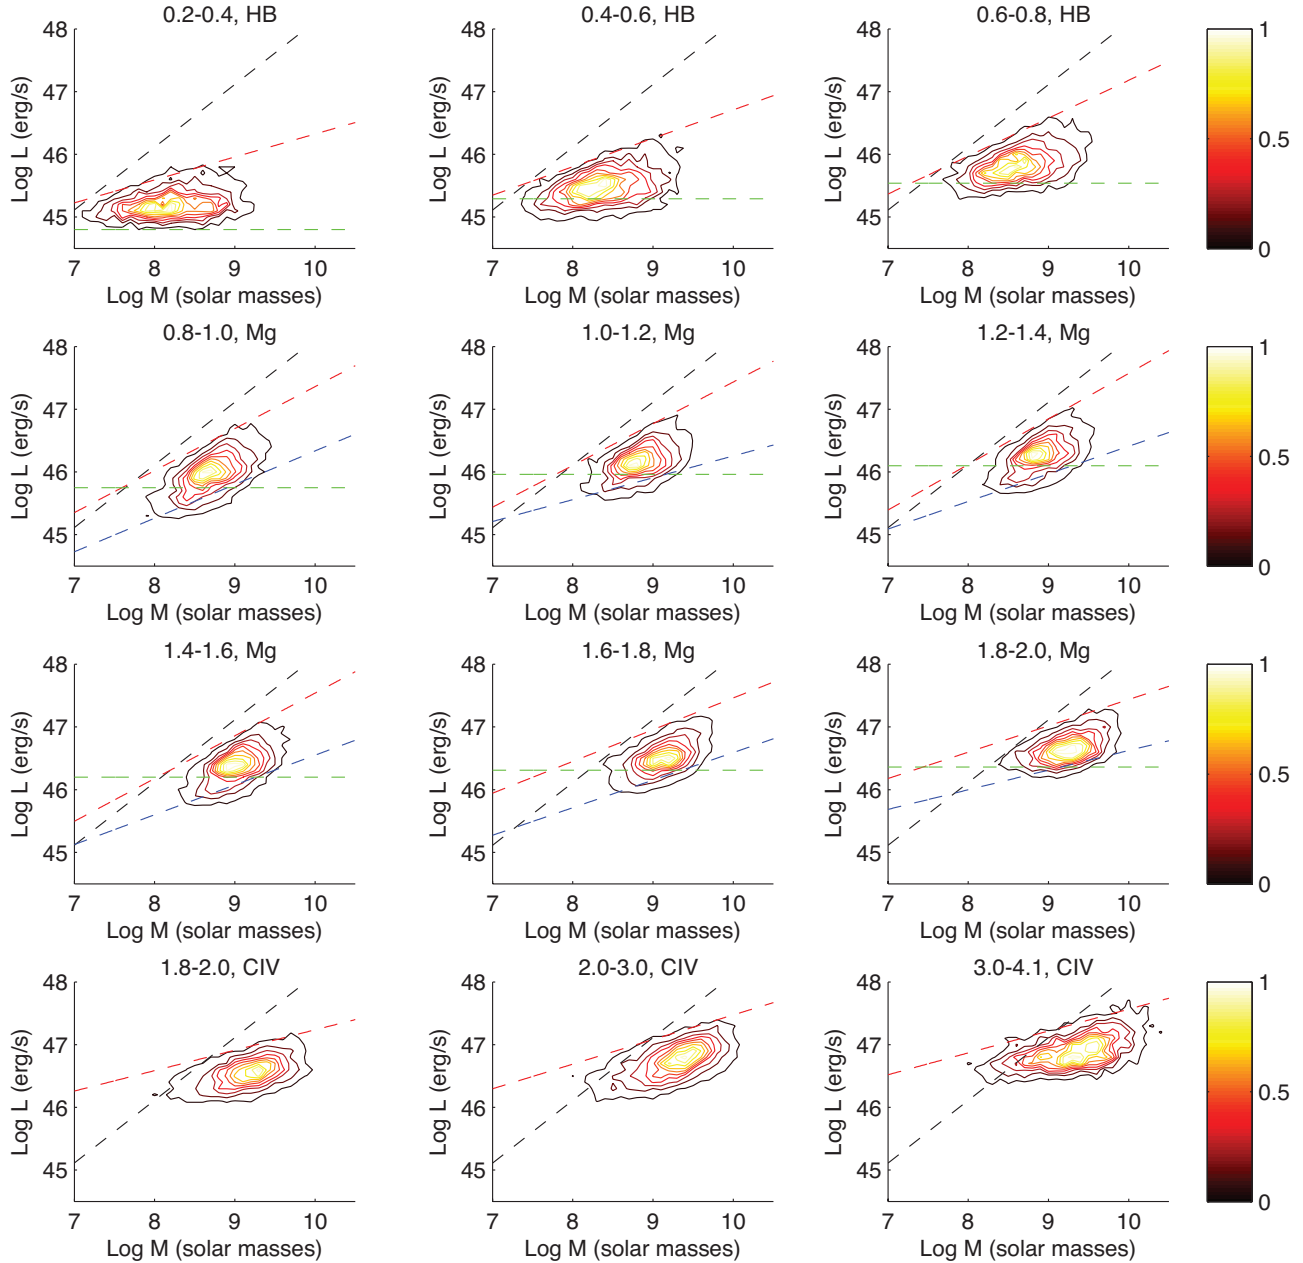 0.2-0.4, HB
0.4-0.6, HB
0.6-0.8, HB
48
47
46
45
Log L (erg/s)
7 8 9 10
Log M (solar masses)
48
47
46
45
Log L (erg/s)
7 8 9 10
Log M (solar masses)
48
47
46
45
Log L (erg/s)
7 8 9 10
Log M (solar masses)
1
0.5
0
0.8-1.0, Mg
1.0-1.2, Mg
1.2-1.4, Mg
48
47
46
45
Log L (erg/s)
7 8 9 10
Log M (solar masses)
48
47
46
45
Log L (erg/s)
7 8 9 10
Log M (solar masses)
48
47
46
45
Log L (erg/s)
7 8 9 10
Log M (solar masses)
1
0.5
0
1.4-1.6, Mg
1.6-1.8, Mg
1.8-2.0, Mg
48
47
46
45
Log L (erg/s)
7 8 9 10
Log M (solar masses)
48
47
46
45
Log L (erg/s)
7 8 9 10
Log M (solar masses)
48
47
46
45
Log L (erg/s)
7 8 9 10
Log M (solar masses)
1
0.5
0
1.8-2.0, CIV
2.0-3.0, CIV
3.0-4.1, CIV
48
47
46
45
Log L (erg/s)
7 8 9 10
Log M (solar masses)
48
47
46
45
Log L (erg/s)
7 8 9 10
Log M (solar masses)
48
47
46
45
Log L (erg/s)
7 8 9 10
Log M (solar masses)
1
0.5
0